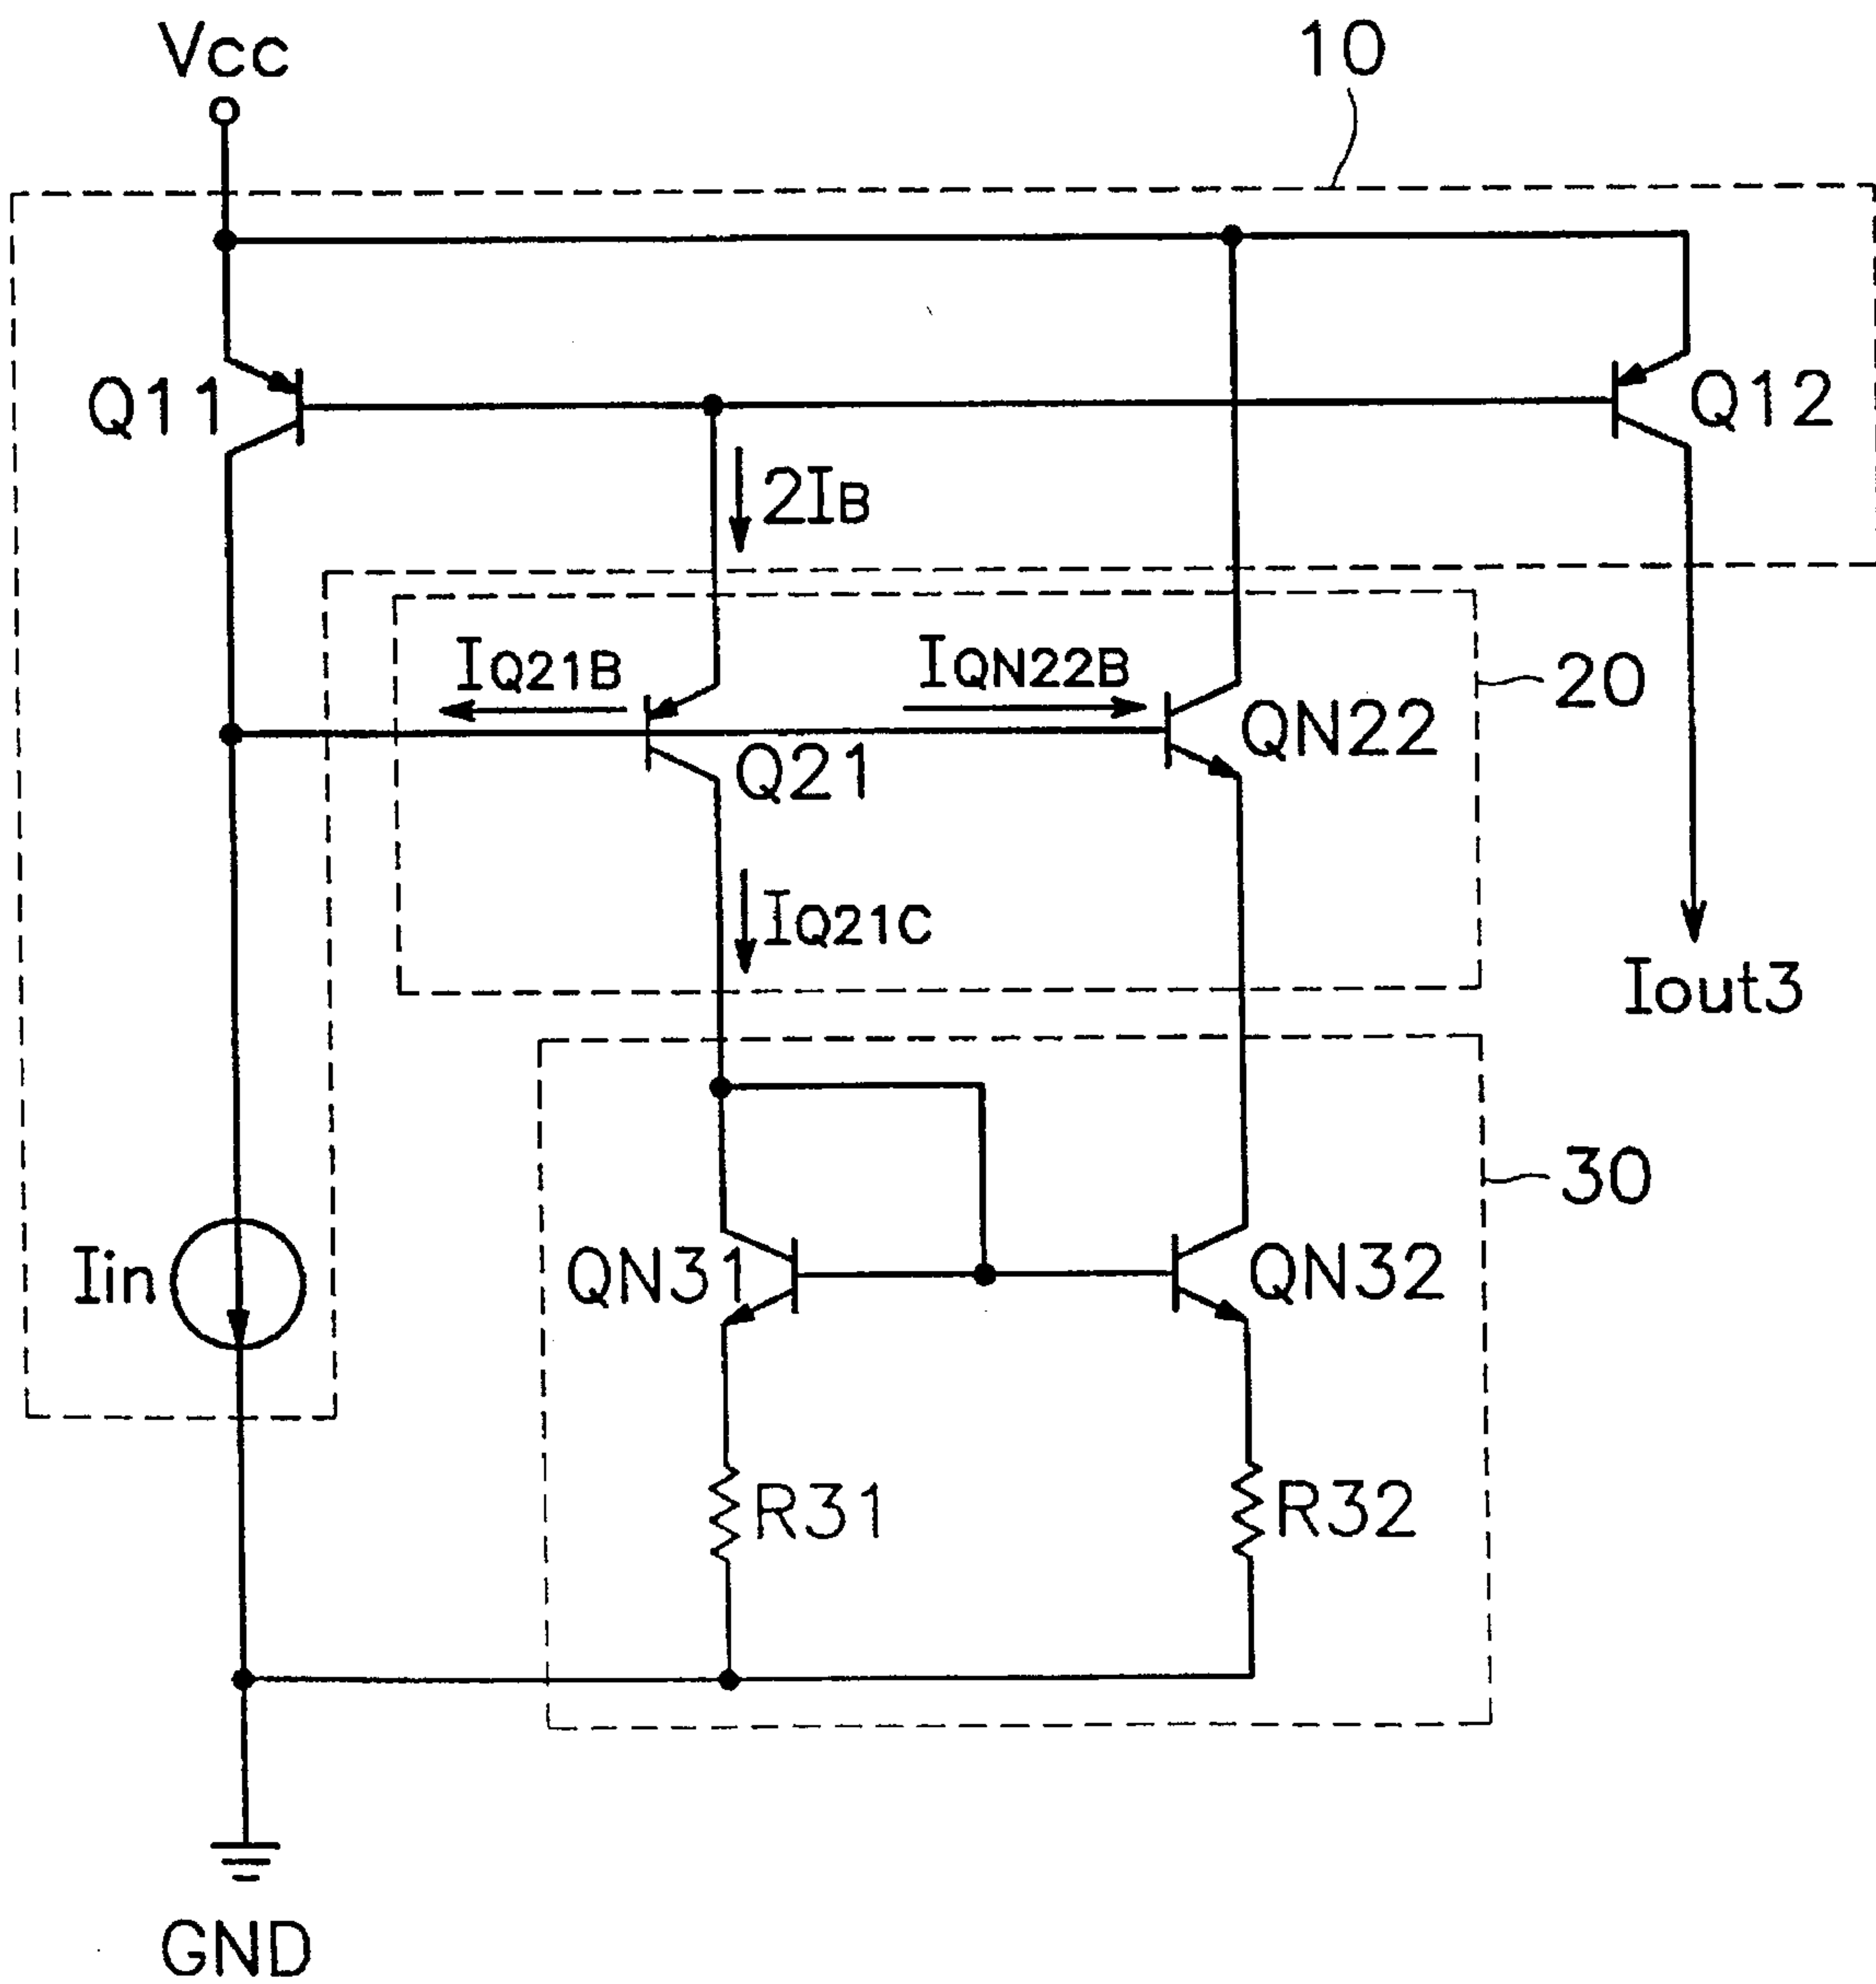 Vcc
10
Q11
Q12
2IB
IQ21B
IQN22B
20
QN22
Q21
IQ21C
Iout3
30
Iin
QN31
QN32
R31
R32
GND